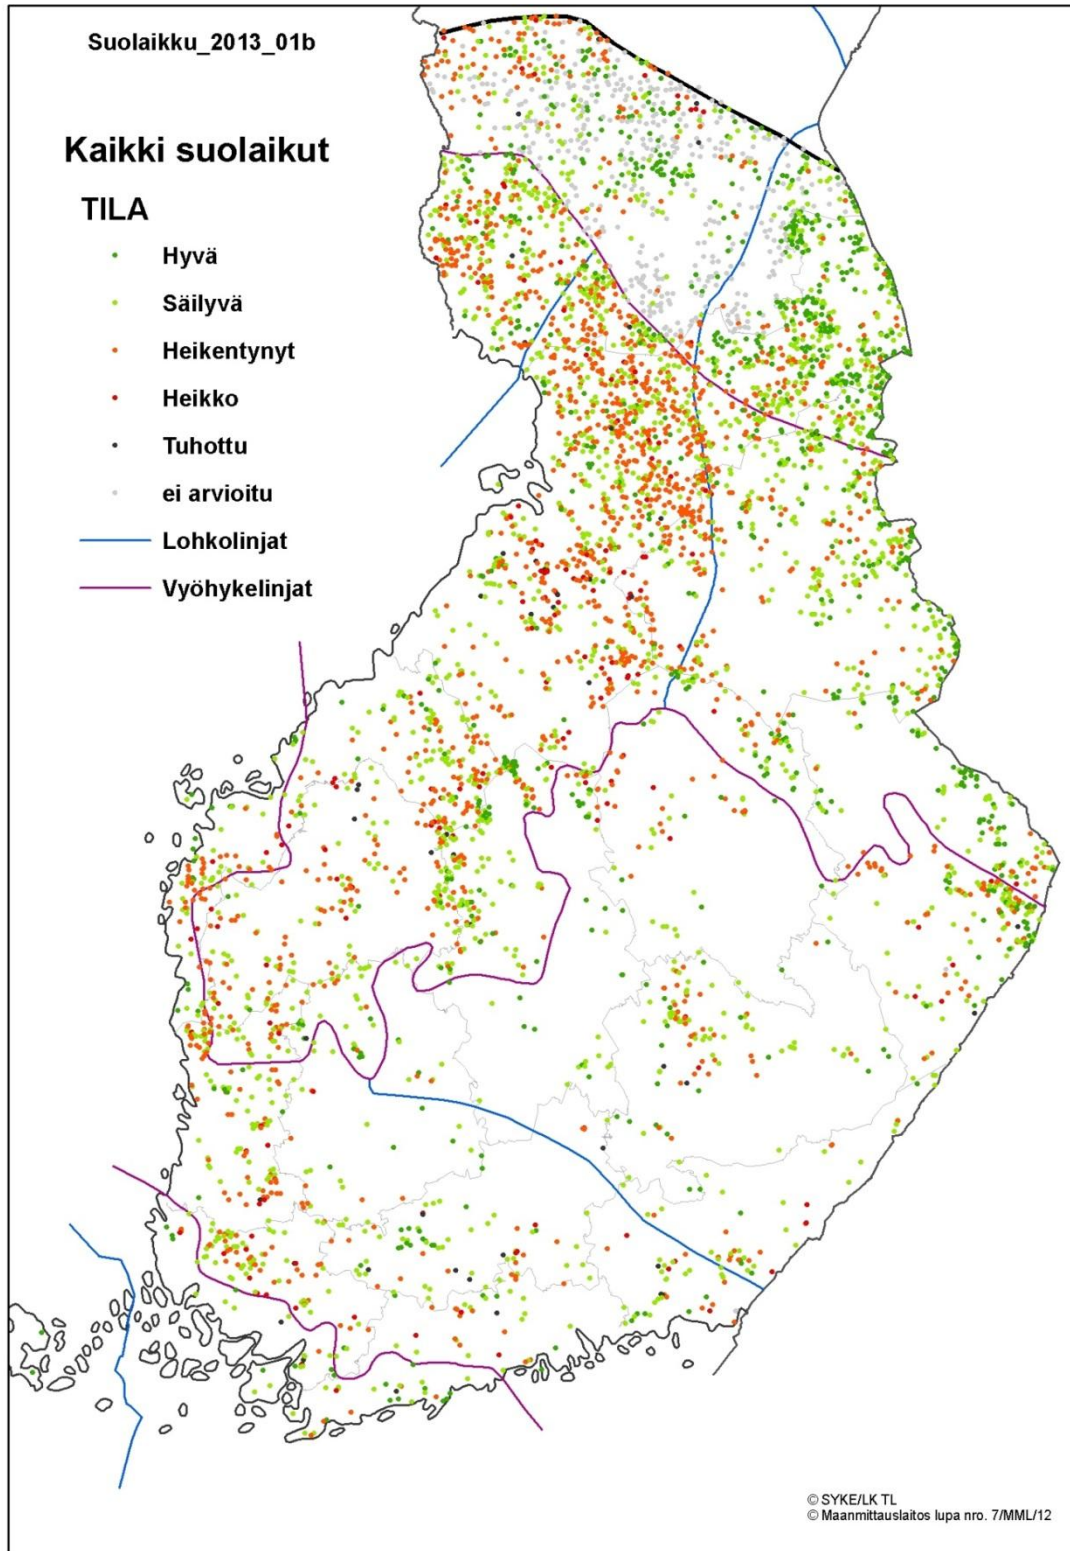 Suolaikku_2013_01b
Kaikki suolaikut
TILA
Hyvä
Säilyvä
Heikentynyt
Heikko
Tuhottu
ei arvioitu
Lohkolinjat
Vyöhykelinjat
© SYKE/LK TL
© Maanmittauslaitos lupa nro. 7/MML/12